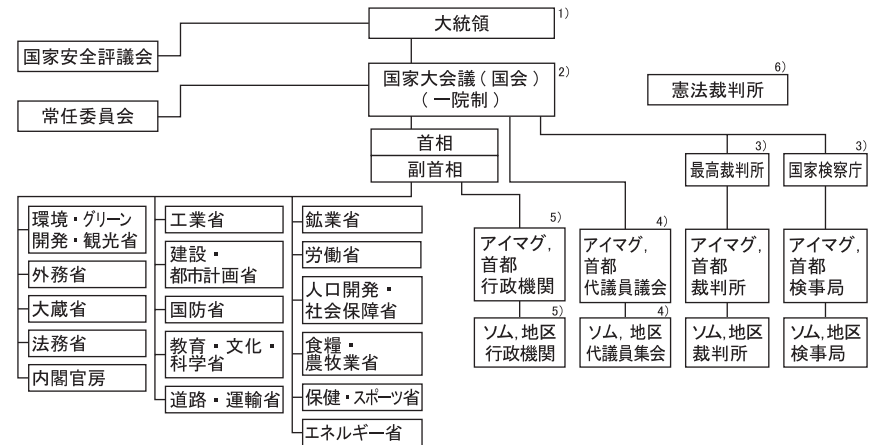 大統領 1)
国家安全評議会
国家大会議(国会) 2)
(一院制)
常任委員会
憲法裁判所 6)
首相
副首相
最高裁判所 3)
国家検察庁 3)
環境・グリーン
開発・観光省
外務省
大蔵省
法務省
内閣官房
工業省
建設・
都市計画省
国防省
教育・文化・
科学省
道路・運輸省
鉱業省
労働省
人口開発・
社会保障省
食糧・
農牧業省
保健・スポーツ省
エネルギー省
アイマグ, 5)
首都
行政機関
ソム, 地区 5)
行政機関
アイマグ, 4)
首都
代議員議会
ソム, 地区 4)
代議員集会
アイマグ,
首都
裁判所
ソム, 地区
裁判所
アイマグ,
首都
検事局
ソム, 地区
検事局